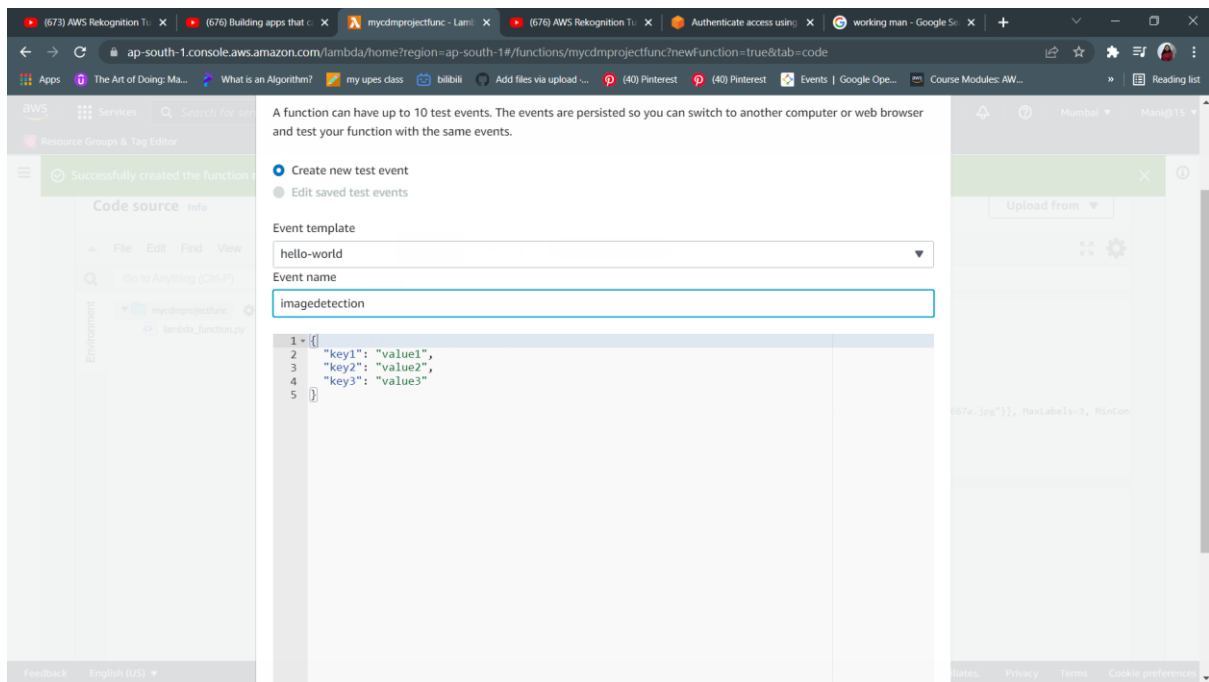 (673) AWS Rekognition Tu
(676) Building apps that c
mycdmprojectfunc - Lamb
(676) AWS Rekognition Tu
Authenticate access using
working man - Google Se
ap-south-1.console.aws.amazon.com/lambda/home?region=ap-south-1#/functions/mycdmprojectfunc?newFunction=true&tab=code
Apps
The Art of Doing: Ma...
What is an Algorithm?
my upes class
bilibili
Add files via upload ·...
(40) Pinterest
(40) Pinterest
Events | Google Ope...
Course Modules: AW...
»
Reading list
aws
Services
Search for ser
Mumbai
Mani@15
Resource Groups & Tag Editor
A function can have up to 10 test events. The events are persisted so you can switch to another computer or web browser
and test your function with the same events.
Successfully created the function
Create new test event
Edit saved test events
Code source Info
Upload from
Event template
File Edit Find View
hello-world
Go to Anything (Ctrl-P)
Event name
imagedetection
Environment
mycdmprojectfunc
lambda_function.py
1 {
2 "key1": "value1",
3 "key2": "value2",
4 "key3": "value3"
5 }
667a.jpg"}}, MaxLabels=3, MinCon
Feedback English (US)
Privacy Terms Cookie preferences